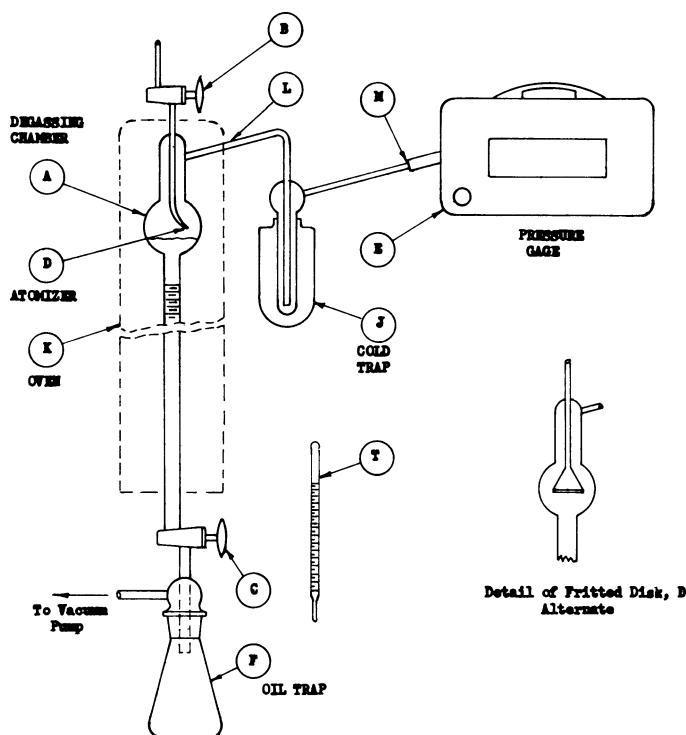 B
L
M
DEGASSING
CHAMBER
A
D
ATOMIZER
E
PRESSURE
GAGE
K
OVEN
J
COLD
TRAP
T
C
To Vacuum
Pump
F
OIL TRAP
Detail of Fritted Disk, D
Alternate